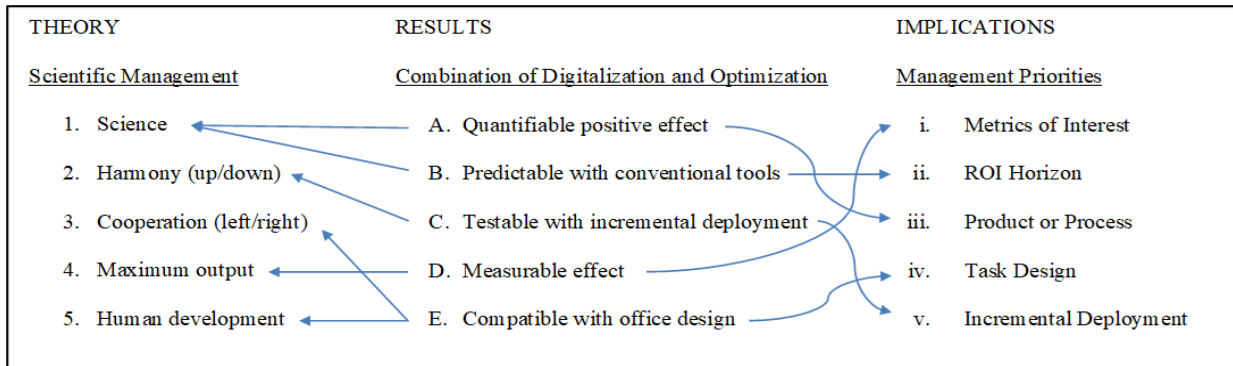 THEORY RESULTS IMPLICATIONS
Scientific Management Combination of Digitalization and Optimization Management Priorities
1. Science A. Quantifiable positive effect i. Metrics of Interest
2. Harmony (up/down) B. Predictable with conventional tools ii. ROI Horizon
3. Cooperation (left/right) C. Testable with incremental deployment iii. Product or Process
4. Maximum output D. Measurable effect iv. Task Design
5. Human development E. Compatible with office design v. Incremental Deployment